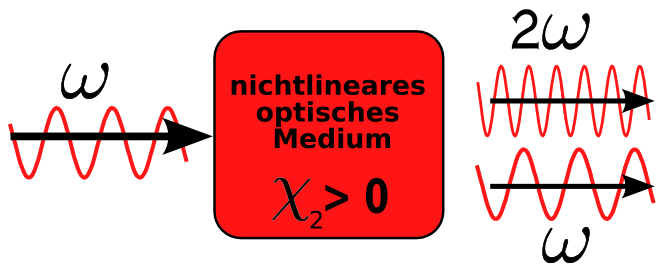 ω
nichtlineares
optisches
Medium
χ₂> 0
2ω
ω